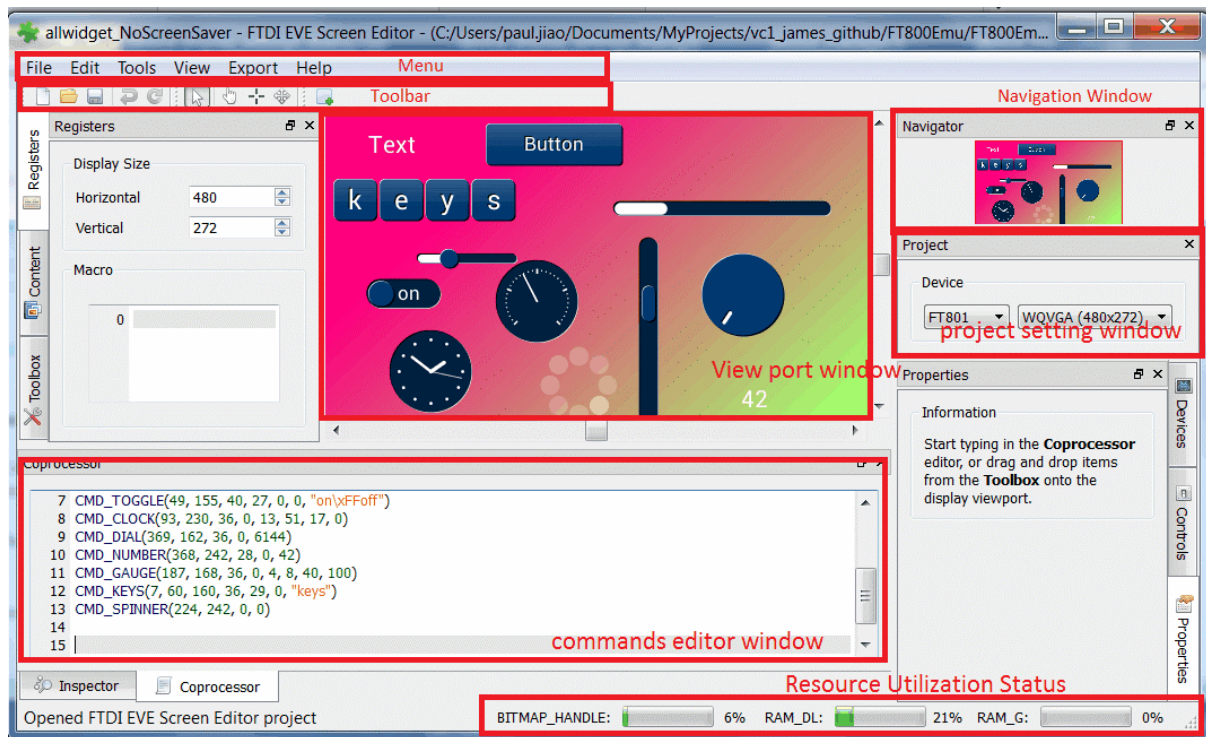 allwidget_NoScreenSaver - FTDI EVE Screen Editor - (C:/Users/paul.jiao/Documents/MyProjects/vc1_james_github/FT800Emu/FT800Em...
File Edit Tools View Export Help Menu
Toolbar
Navigation Window
Registers
Content
Toolbox
Registers
Display Size
Horizontal 480
Vertical 272
Macro
0
Text Button
k e y s
on
42
View port window
Navigator
Text Button
k e y s
Project
Device
FT801 WQVGA (480x272)
project setting window
Properties
Information
Start typing in the Coprocessor
editor, or drag and drop items
from the Toolbox onto the
display viewport.
Devices
Controls
Properties
Coprocessor
7 CMD_TOGGLE(49, 155, 40, 27, 0, 0, "on\xFFoff")
8 CMD_CLOCK(93, 230, 36, 0, 13, 51, 17, 0)
9 CMD_DIAL(369, 162, 36, 0, 6144)
10 CMD_NUMBER(368, 242, 28, 0, 42)
11 CMD_GAUGE(187, 168, 36, 0, 4, 8, 40, 100)
12 CMD_KEYS(7, 60, 160, 36, 29, 0, "keys")
13 CMD_SPINNER(224, 242, 0, 0)
14
15
commands editor window
Inspector Coprocessor
Resource Utilization Status
Opened FTDI EVE Screen Editor project BITMAP_HANDLE: 6% RAM_DL: 21% RAM_G: 0%